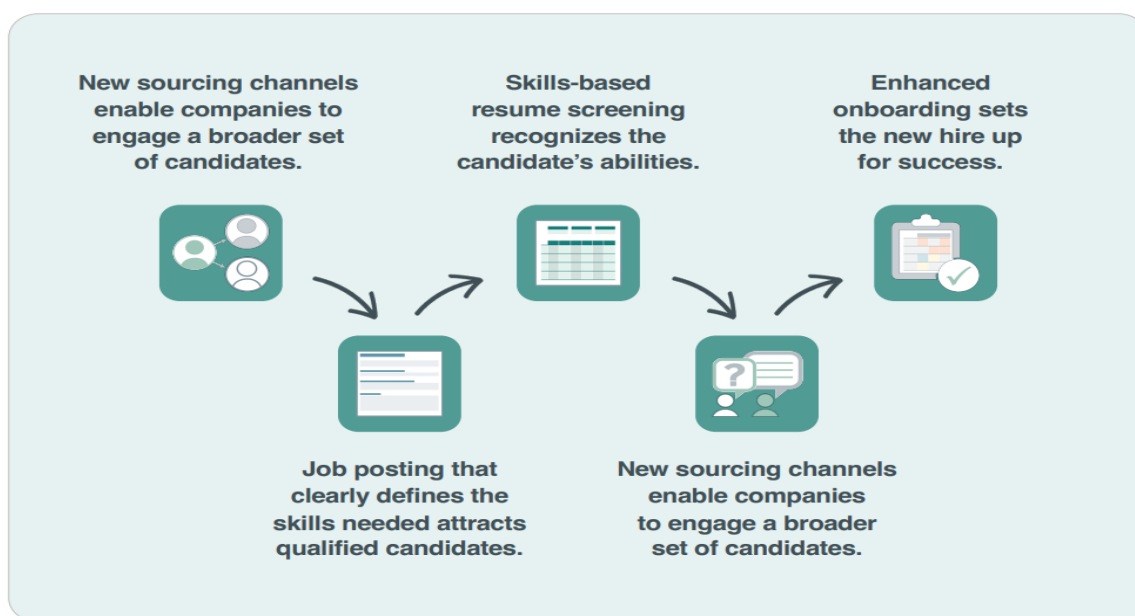 New sourcing channels
enable companies to
engage a broader set
of candidates.
Job posting that
clearly defines the
skills needed attracts
qualified candidates.
Skills-based
resume screening
recognizes the
candidate's abilities.
?
New sourcing channels
enable companies
to engage a broader
set of candidates.
Enhanced
onboarding sets
the new hire up
for success.